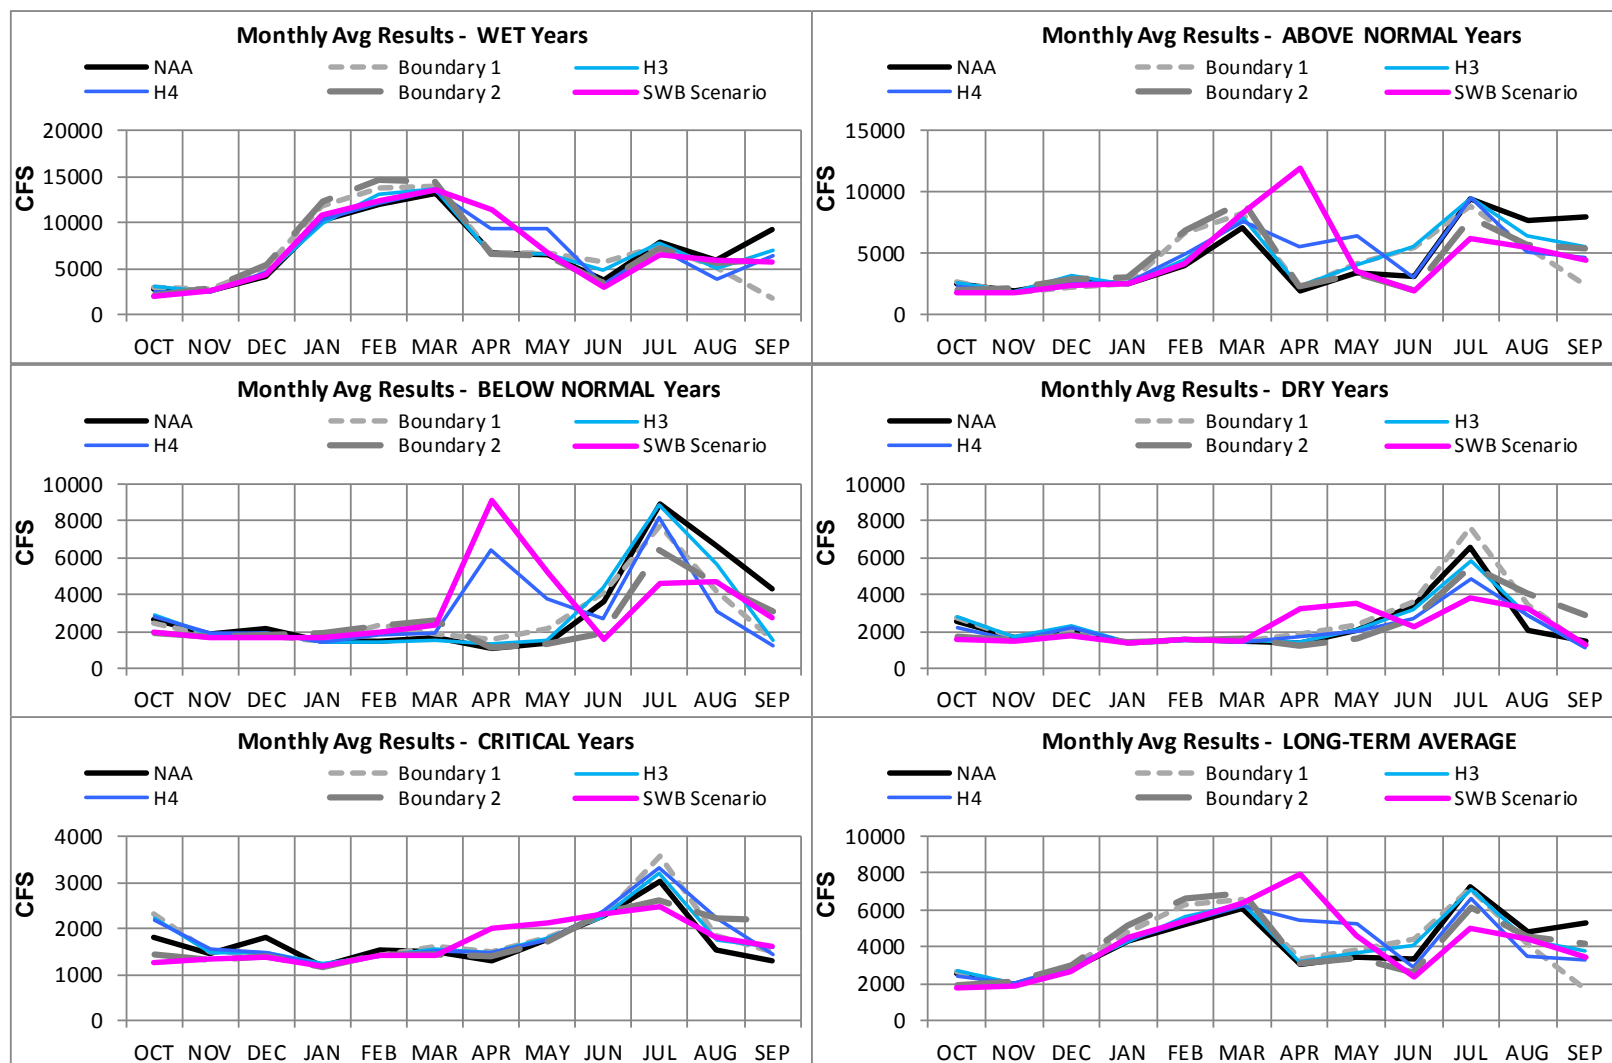 Monthly Avg Results - WET Years
NAA Boundary 1 H3
H4 Boundary 2 SWB Scenario
CFS
20000
15000
10000
5000
0
OCT NOV DEC JAN FEB MAR APR MAY JUN JUL AUG SEP
Monthly Avg Results - ABOVE NORMAL Years
NAA Boundary 1 H3
H4 Boundary 2 SWB Scenario
CFS
15000
10000
5000
0
OCT NOV DEC JAN FEB MAR APR MAY JUN JUL AUG SEP
Monthly Avg Results - BELOW NORMAL Years
NAA Boundary 1 H3
H4 Boundary 2 SWB Scenario
CFS
10000
8000
6000
4000
2000
0
OCT NOV DEC JAN FEB MAR APR MAY JUN JUL AUG SEP
Monthly Avg Results - DRY Years
NAA Boundary 1 H3
H4 Boundary 2 SWB Scenario
CFS
10000
8000
6000
4000
2000
0
OCT NOV DEC JAN FEB MAR APR MAY JUN JUL AUG SEP
Monthly Avg Results - CRITICAL Years
NAA Boundary 1 H3
H4 Boundary 2 SWB Scenario
CFS
4000
3000
2000
1000
0
OCT NOV DEC JAN FEB MAR APR MAY JUN JUL AUG SEP
Monthly Avg Results - LONG-TERM AVERAGE
NAA Boundary 1 H3
H4 Boundary 2 SWB Scenario
CFS
10000
8000
6000
4000
2000
0
OCT NOV DEC JAN FEB MAR APR MAY JUN JUL AUG SEP